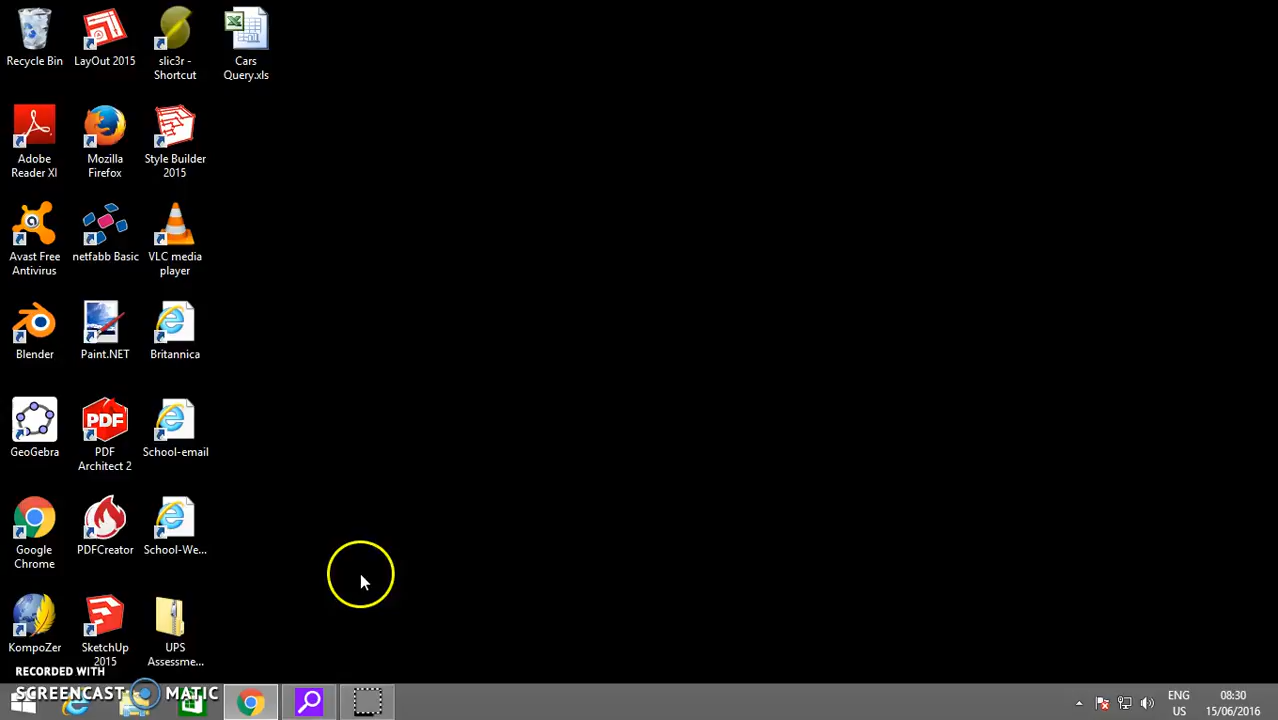 Recycle Bin
LayOut 2015
slic3r -
Shortcut
Cars
Query.xls
Adobe
Reader XI
Mozilla
Firefox
Style Builder
2015
Avast Free
Antivirus
netfabb Basic
VLC media
player
Blender
Paint.NET
Britannica
GeoGebra
PDF
PDF
Architect 2
School-email
Google
Chrome
PDFCreator
School-We...
KompoZer
SketchUp
2015
UPS
Assessme...
RECORDED WITH
SCREENCAST MATIC
ENG
US
08:30
15/06/2016